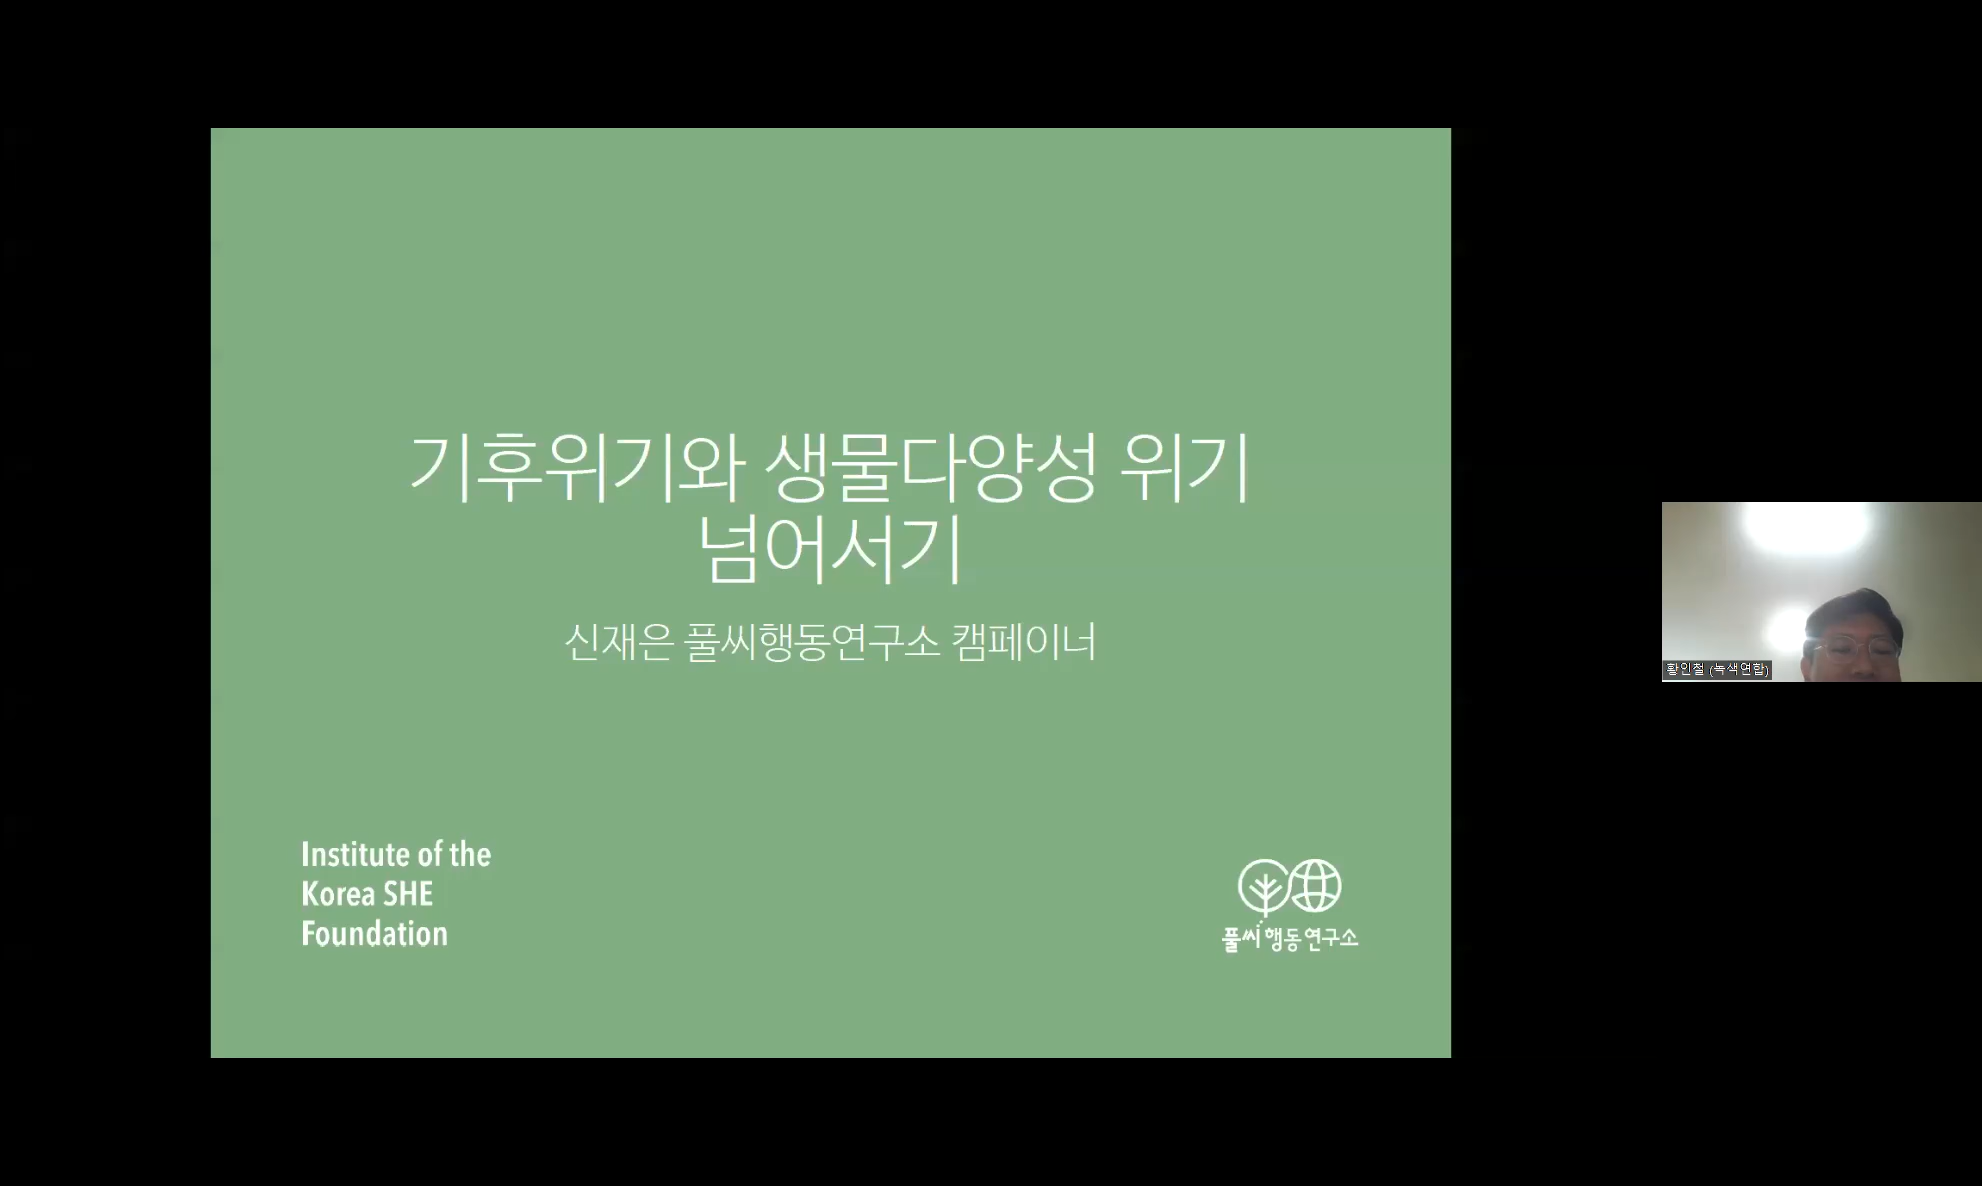 기후위기와 생물다양성 위기
넘어서기
신재은 풀씨행동연구소 캠페이너
Institute of the
Korea SHE
Foundation
풀씨행동연구소
황인철 (녹색연합)